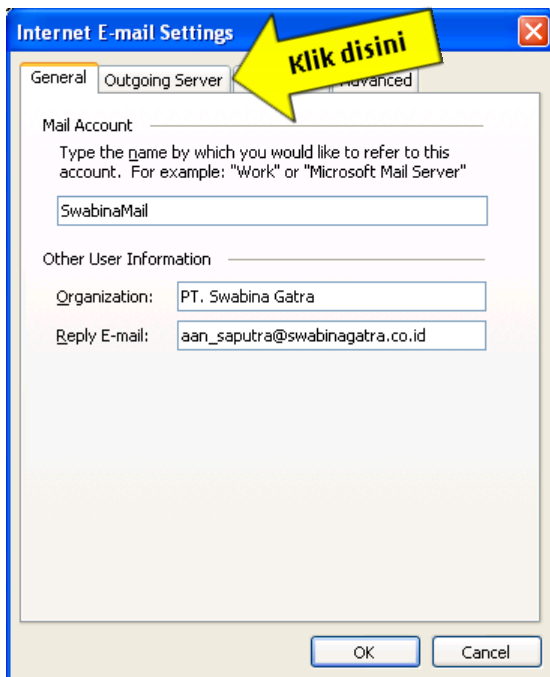 Internet E-mail Settings
Klik disini
General
Outgoing Server
Advanced
Mail Account
Type the name by which you would like to refer to this
account. For example: "Work" or "Microsoft Mail Server"
SwabinaMail
Other User Information
Organization:
PT. Swabina Gatra
Reply E-mail:
aan_saputra@swabinagatra.co.id
OK
Cancel